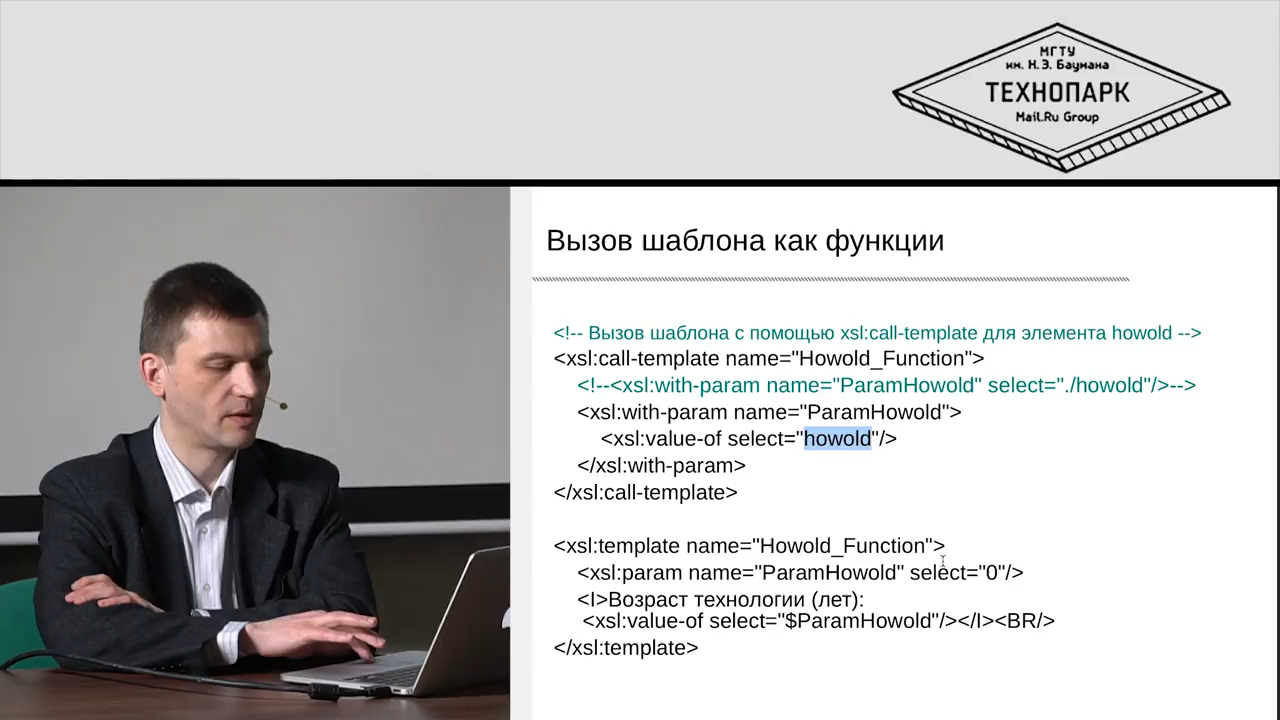 МГТУ
им. Н.Э. Баумана
ТЕХНОПАРК
Mail.Ru Group
Вызов шаблона как функции
<!-- Вызов шаблона с помощью xsl:call-template для элемента howold -->
<xsl:call-template name="Howold_Function">
<!--<xsl:with-param name="ParamHowold" select="./howold"/>-->
<xsl:with-param name="ParamHowold">
<xsl:value-of select="howold"/>
</xsl:with-param>
</xsl:call-template>
<xsl:template name="Howold_Function">
<xsl:param name="ParamHowold" select="0"/>
<I>Возраст технологии (лет):
<xsl:value-of select="$ParamHowold"/></I><BR/>
</xsl:template>